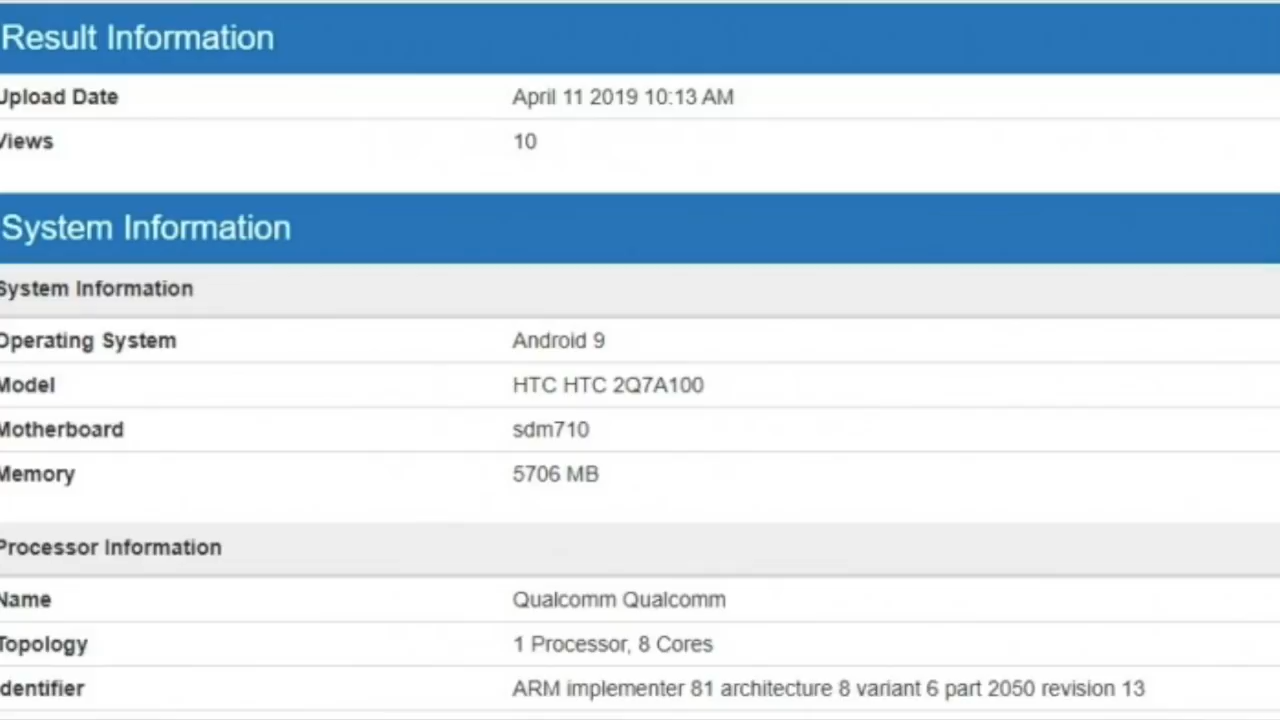 Result Information
Upload Date April 11 2019 10:13 AM
Views 10
System Information
System Information
Operating System Android 9
Model HTC HTC 2Q7A100
Motherboard sdm710
Memory 5706 MB
Processor Information
Name Qualcomm Qualcomm
Topology 1 Processor, 8 Cores
Identifier ARM implementer 81 architecture 8 variant 6 part 2050 revision 13